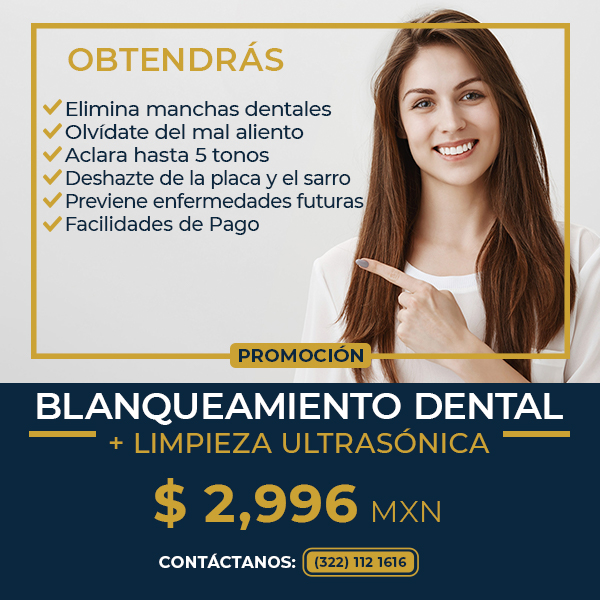 OBTENDRÁS
Elimina manchas dentales
Olvídate del mal aliento
Aclara hasta 5 tonos
Deshazte de la placa y el sarro
Previene enfermedades futuras
Facilidades de Pago
PROMOCIÓN
BLANQUEAMIENTO DENTAL
+ LIMPIEZA ULTRASÓNICA
$ 2,996 MXN
CONTÁCTANOS: (322) 112 1616